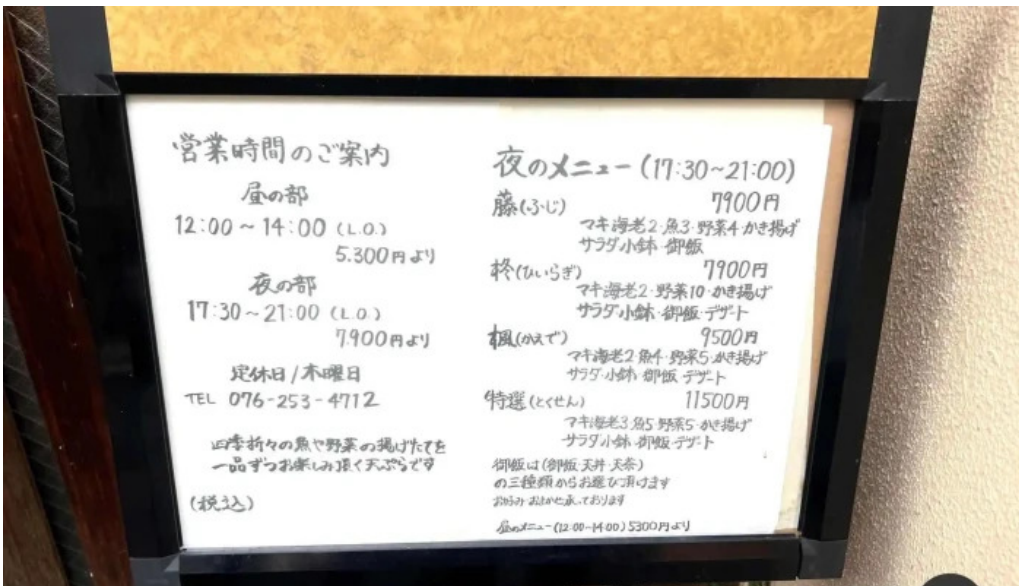 営業時間のご案内
昼の部
12:00～14:00 (L.O.)
5.300円より
夜の部
17:30～21:00 (L.O.)
7.900円より
定休日/木曜日
TEL 076-253-4712
四季折々の魚や野菜の揚げたてを
一品ずつお楽しみ頂く天ぷらです
(税込)
夜のメニュー(17:30~21:00)
藤(ふじ) 7900円
マキ海老2・魚3・野菜4・かき揚げ
サラダ・小鉢・御飯
柊(ひいらぎ) 7900円
マキ海老2・野菜10・かき揚げ
サラダ・小鉢・御飯・デザート
楓(かえで) 9500円
マキ海老2・魚4・野菜5・かき揚げ
サラダ・小鉢・御飯・デザート
特選(とくせん) 11500円
マキ海老3・魚5・野菜5・かき揚げ
サラダ・小鉢・御飯・デザート
御飯は(御飯・天丼・天茶)
の三種類からお選び頂けます
承っております
昼のメニュー(12:00~14:00) 5300円より